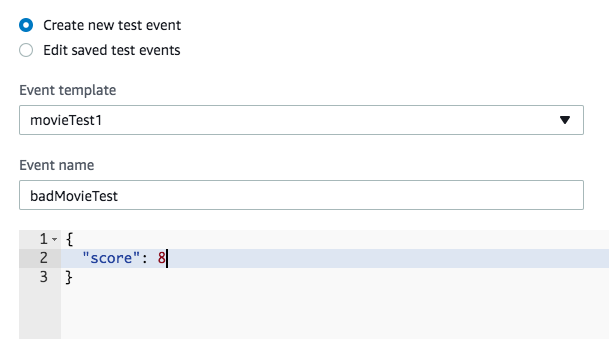 Create new test event
Edit saved test events
Event template
movieTest1
Event name
badMovieTest
1 {
2 "score": 8
3 }